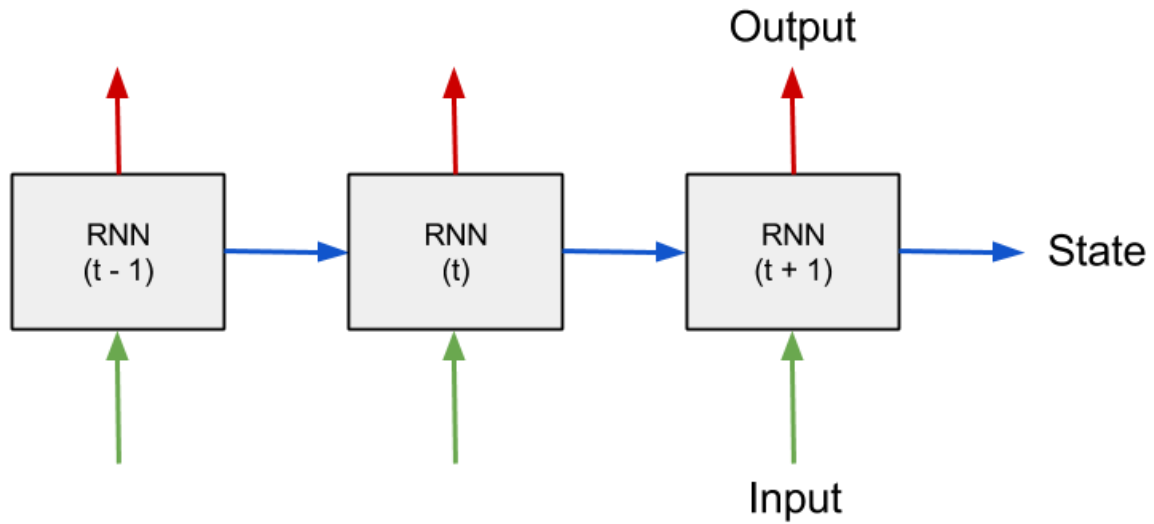 Output
RNN
(t - 1)
RNN
(t)
RNN
(t + 1)
State
Input